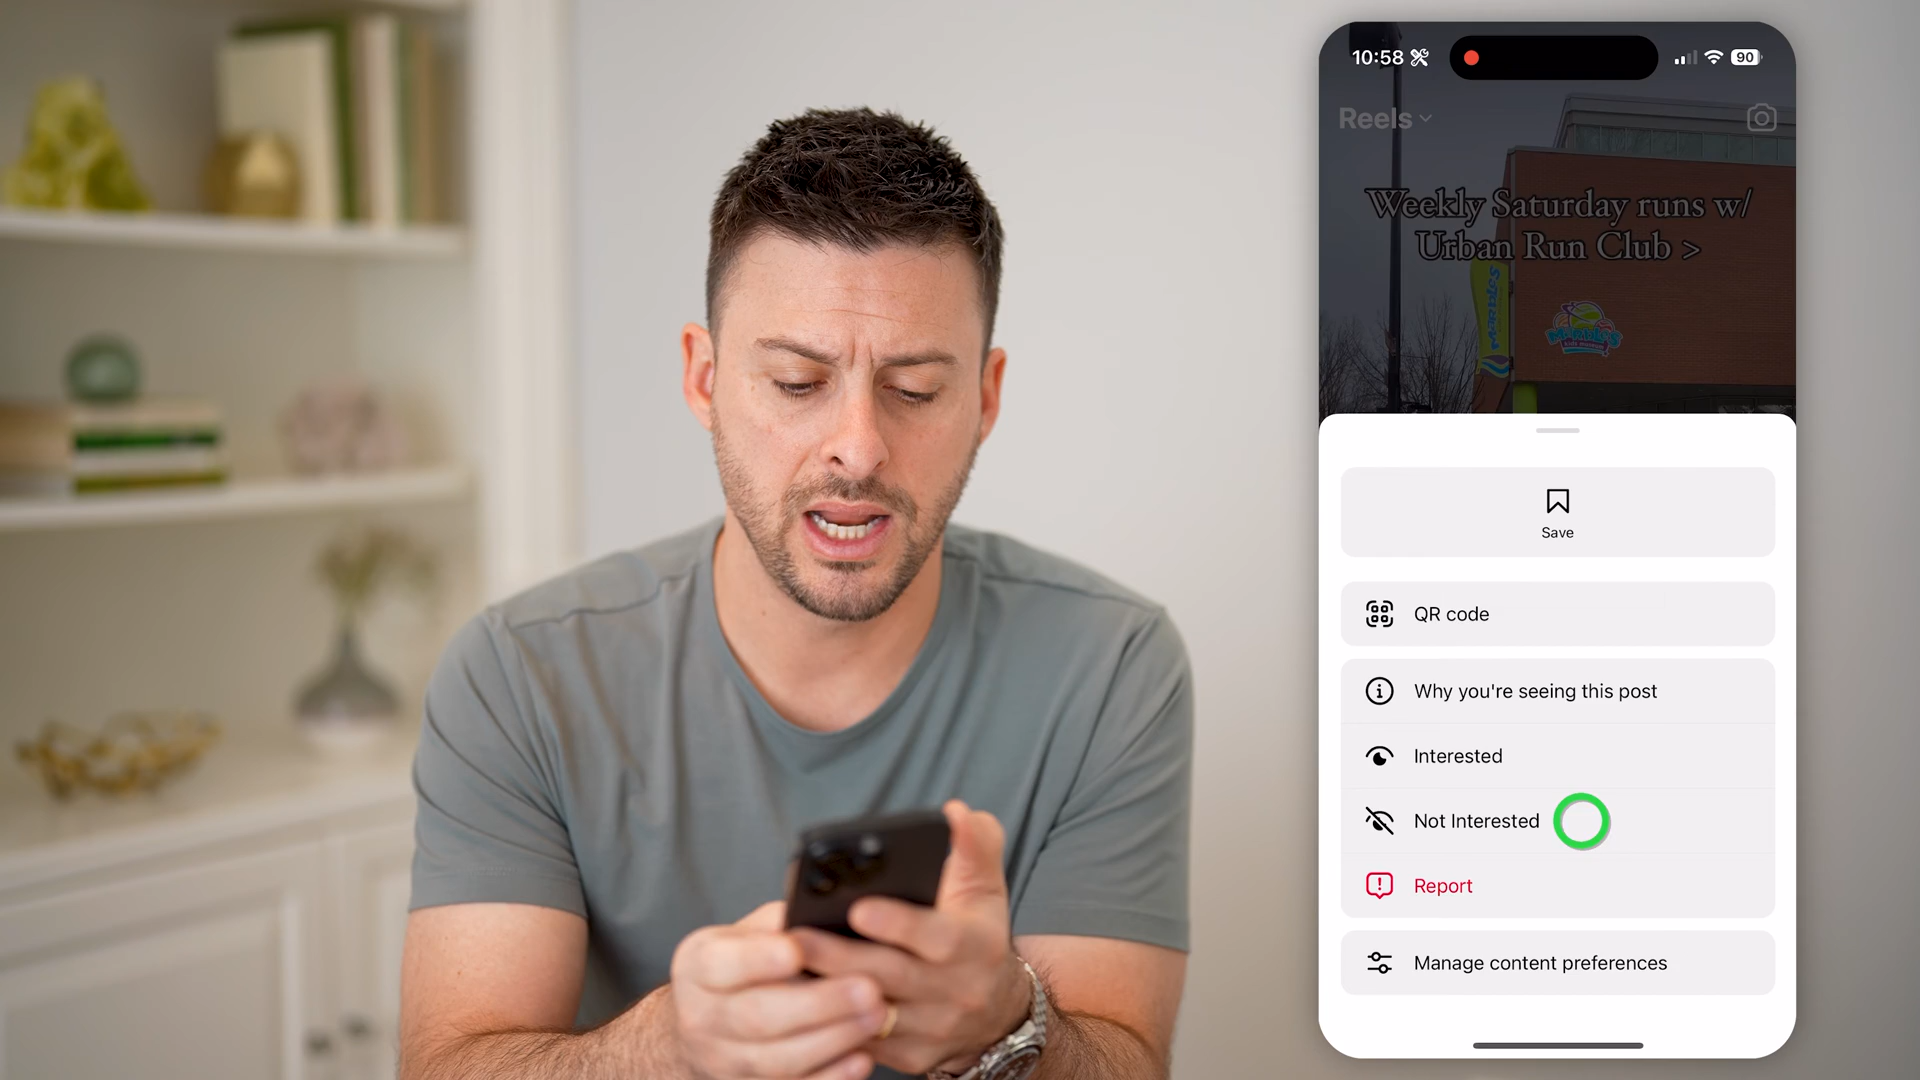 10:58
90
Reels
Weekly Saturday runs w/
Urban Run Club >
Save
QR code
Why you're seeing this post
Interested
Not Interested
Report
Manage content preferences